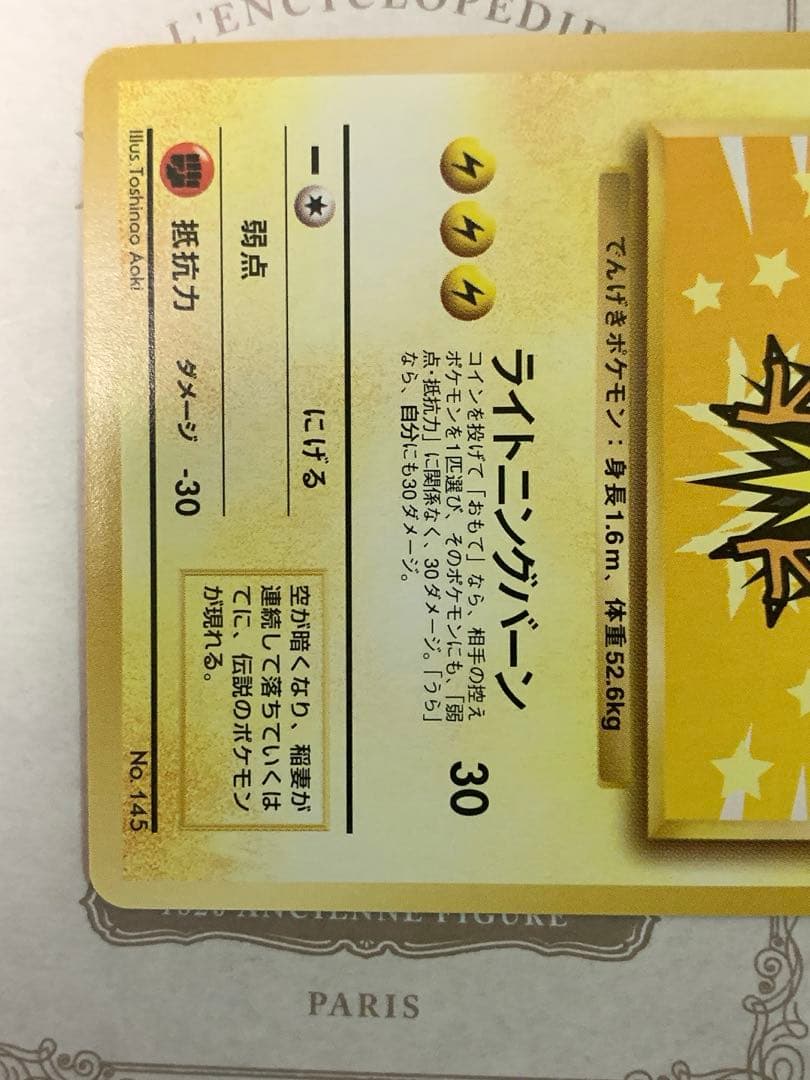 L'ENCYCLOPEDIE
でんげきポケモン：身長1.6m、体重52.6kg
ライトニングバーン 30
コインを投げて「おもて」なら、相手の控え
ポケモンを1匹選び、そのポケモンにも、「弱
点・抵抗力」に関係なく、30ダメージ。「うら」
なら、自分にも30ダメージ。
にげる
弱点
抵抗力 ダメージ -30
空が暗くなり、稲妻が
連続して落ちていくは
てに、伝説のポケモン
が現れる。
Illus. Toshinao Aoki
No. 145
ANCIENNE FIGURE
PARIS